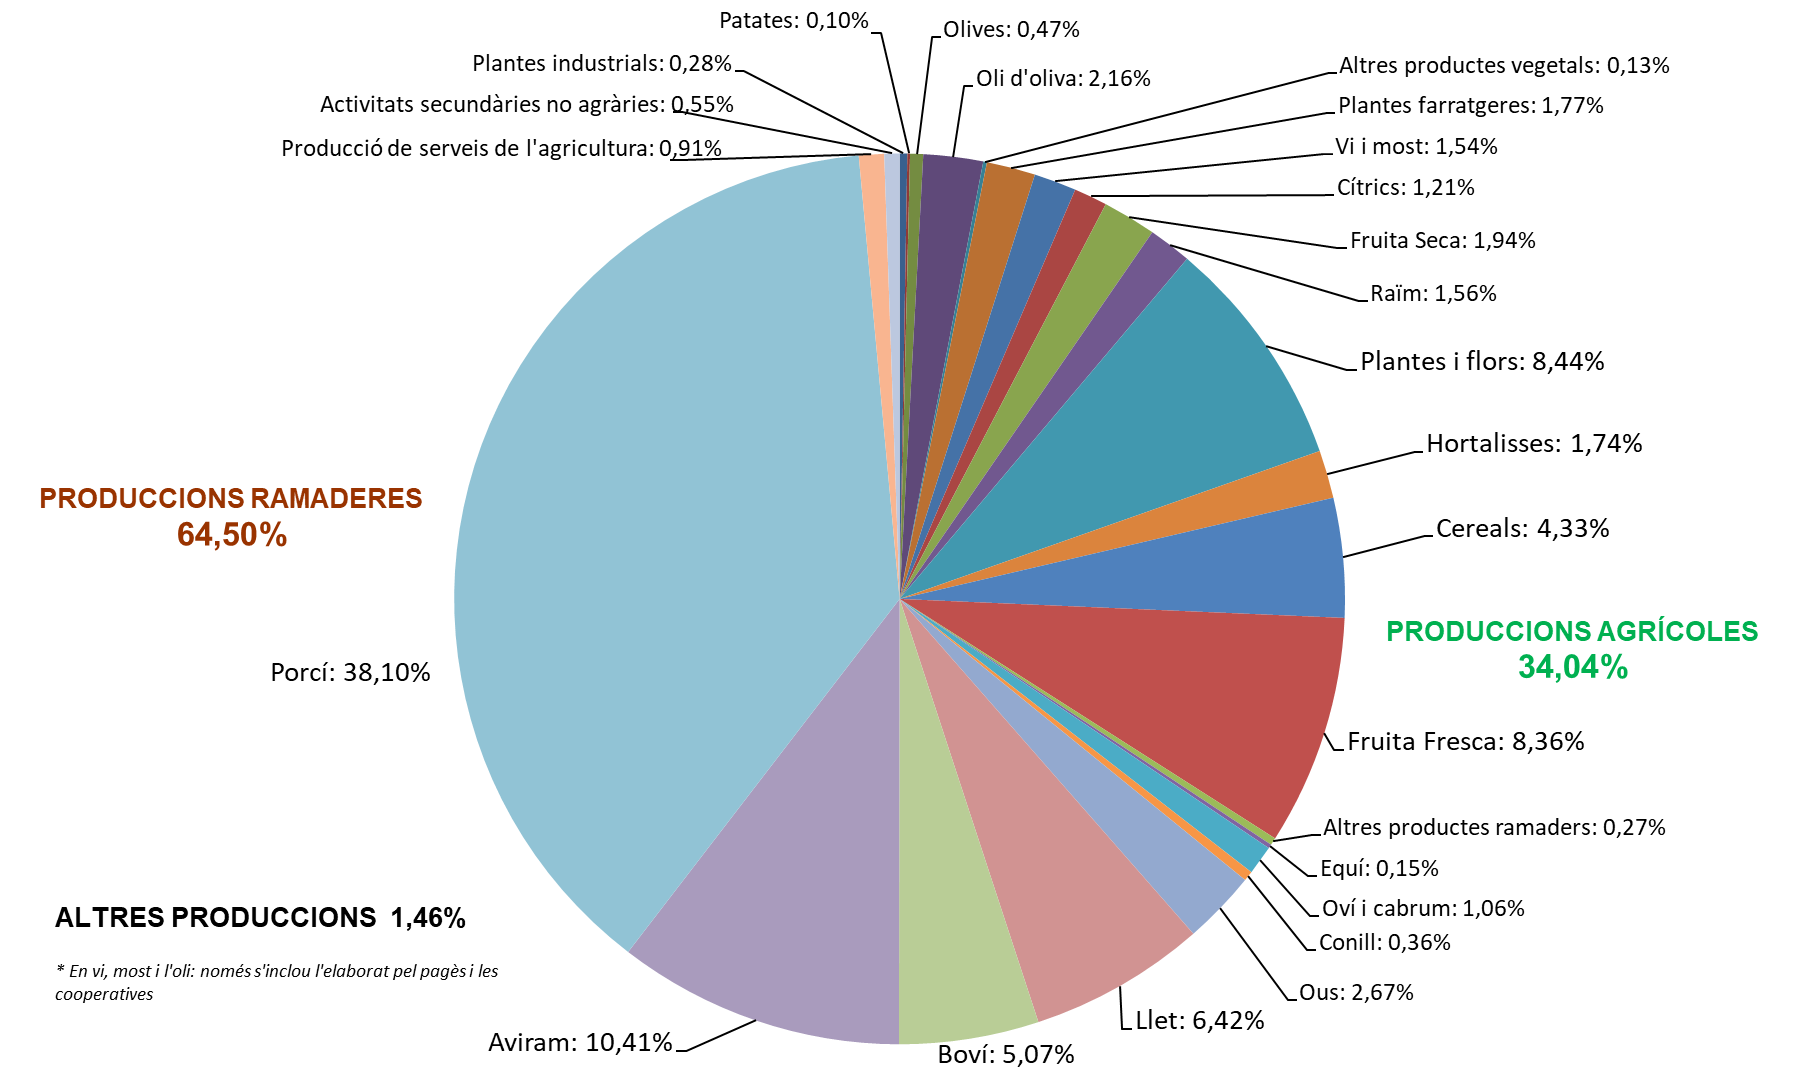 Patates: 0,10%
Olives: 0,47%
Plantes industrials: 0,28%
Oli d'oliva: 2,16%
Altres productes vegetals: 0,13%
Activitats secundàries no agràries: 0,55%
Plantes farratgeres: 1,77%
Producció de serveis de l'agricultura: 0,91%
Vi i most: 1,54%
Cítrics: 1,21%
Fruita Seca: 1,94%
Raïm: 1,56%
Plantes i flors: 8,44%
Hortalisses: 1,74%
PRODUCCIONS RAMADERES
64,50%
Cereals: 4,33%
PRODUCCIONS AGRÍCOLES
34,04%
Porcí: 38,10%
Fruita Fresca: 8,36%
Altres productes ramaders: 0,27%
Equí: 0,15%
Oví i cabrum: 1,06%
ALTRES PRODUCCIONS 1,46%
Conill: 0,36%
* En vi, most i l'oli: només s'inclou l'elaborat pel pagès i les
cooperatives
Ous: 2,67%
Llet: 6,42%
Aviram: 10,41%
Boví: 5,07%